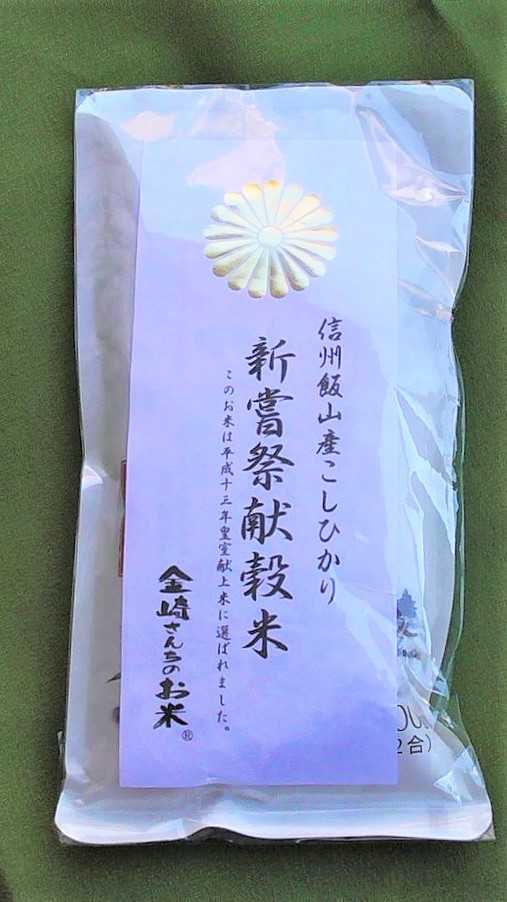 信州飯山産こしひかり
新嘗祭献穀米
このお米は平成十三年皇室献上米に選ばれました。
金崎さんちのお米®
2合)